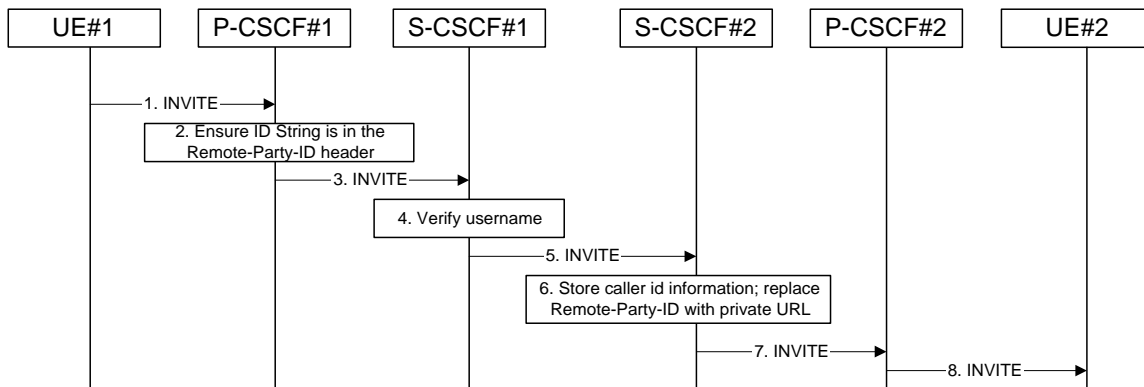 UE#1
P-CSCF#1
S-CSCF#1
S-CSCF#2
P-CSCF#2
UE#2
1. INVITE
2. Ensure ID String is in the
Remote-Party-ID header
3. INVITE
4. Verify username
5. INVITE
6. Store caller id information; replace
Remote-Party-ID with private URL
7. INVITE
8. INVITE